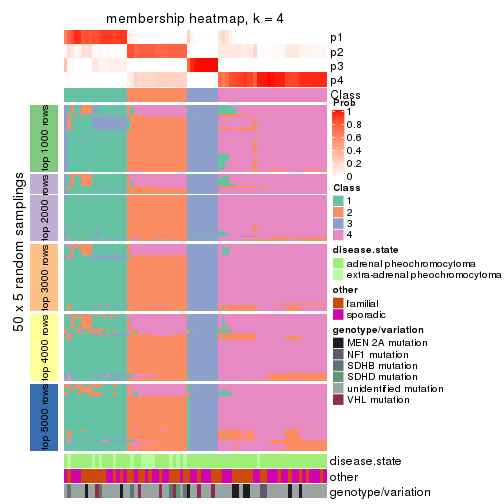 membership heatmap, k = 4
p1
p2
p3
p4
Class
Prob
1
0.8
0.6
0.4
0.2
0
Class
1
2
3
4
disease.state
adrenal pheochromocytoma
extra-adrenal pheochromocytoma
other
familial
sporadic
genotype/variation
MEN 2A mutation
NF1 mutation
SDHB mutation
SDHD mutation
unidentified mutation
VHL mutation
50 x 5 random samplings
top 1000 rows
top 2000 rows
top 3000 rows
top 4000 rows
top 5000 rows
disease.state
other
genotype/variation